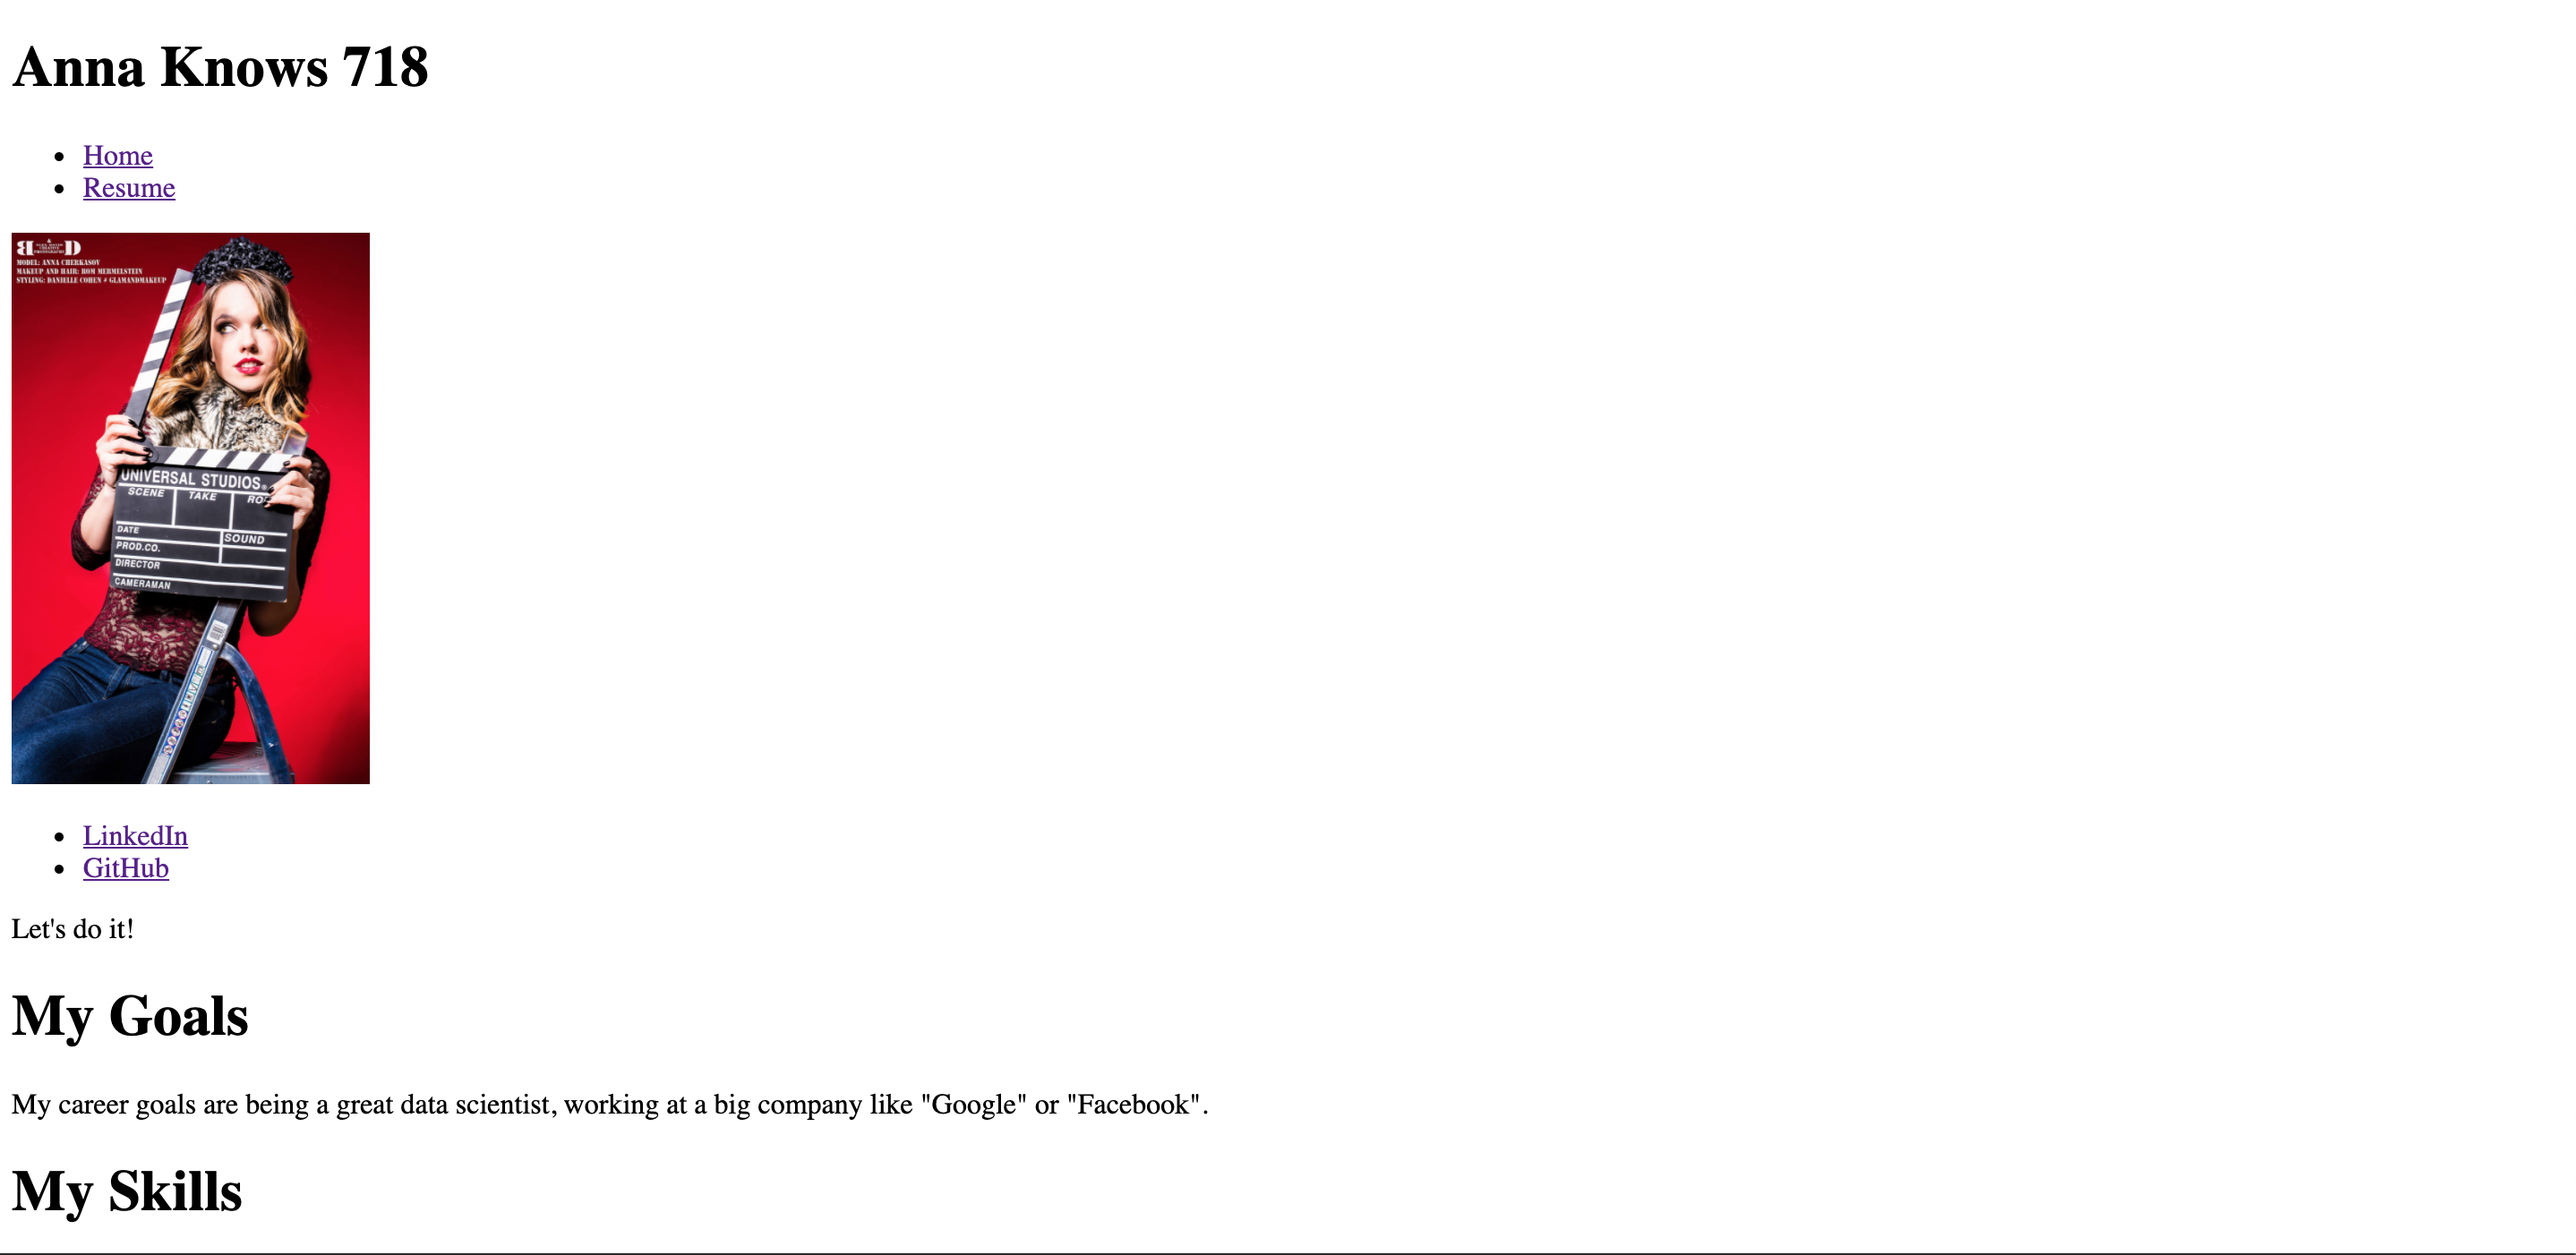 Anna Knows 718
Home
Resume
B D
MODEL: ANNA CHERKASOV
MAKEUP AND HAIR: ROM MERMELSTEIN
STYLING: DANIELLE COHEN # GLAMANDMAKEUP
UNIVERSAL STUDIOS®
SCENE TAKE RO
DATE
SOUND
PROD.CO.
DIRECTOR
CAMERAMAN
LinkedIn
GitHub
Let's do it!
My Goals
My career goals are being a great data scientist, working at a big company like "Google" or "Facebook".
My Skills